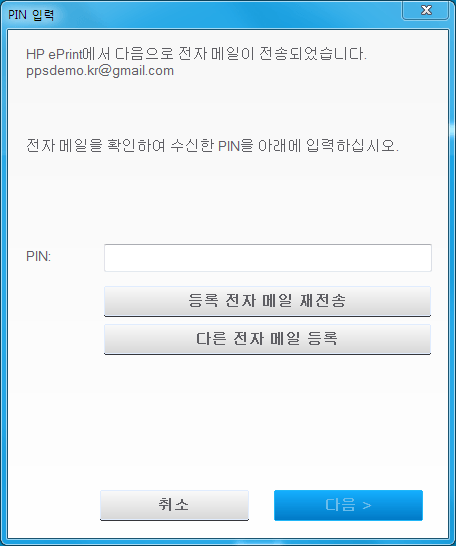 PIN 입력
HP ePrint에서 다음으로 전자 메일이 전송되었습니다.
ppsdemo.kr@gmail.com
전자 메일을 확인하여 수신한 PIN을 아래에 입력하십시오.
PIN:
등록 전자 메일 재전송
다른 전자 메일 등록
취소
다음 >